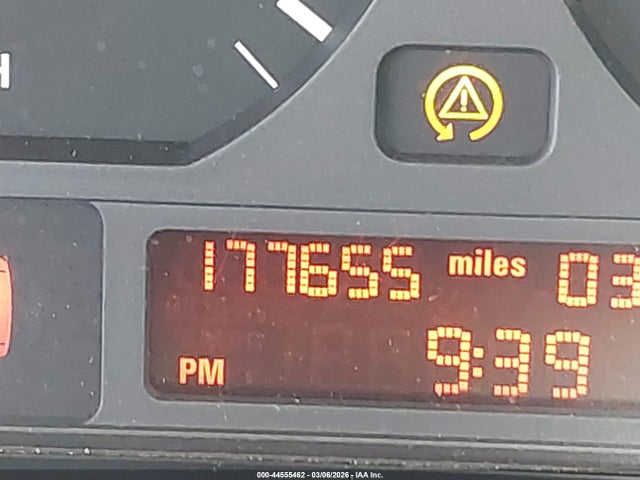 H
177655 miles 03
PM 9:39
000-44555462 - 03/06/2026 - IAA Inc.